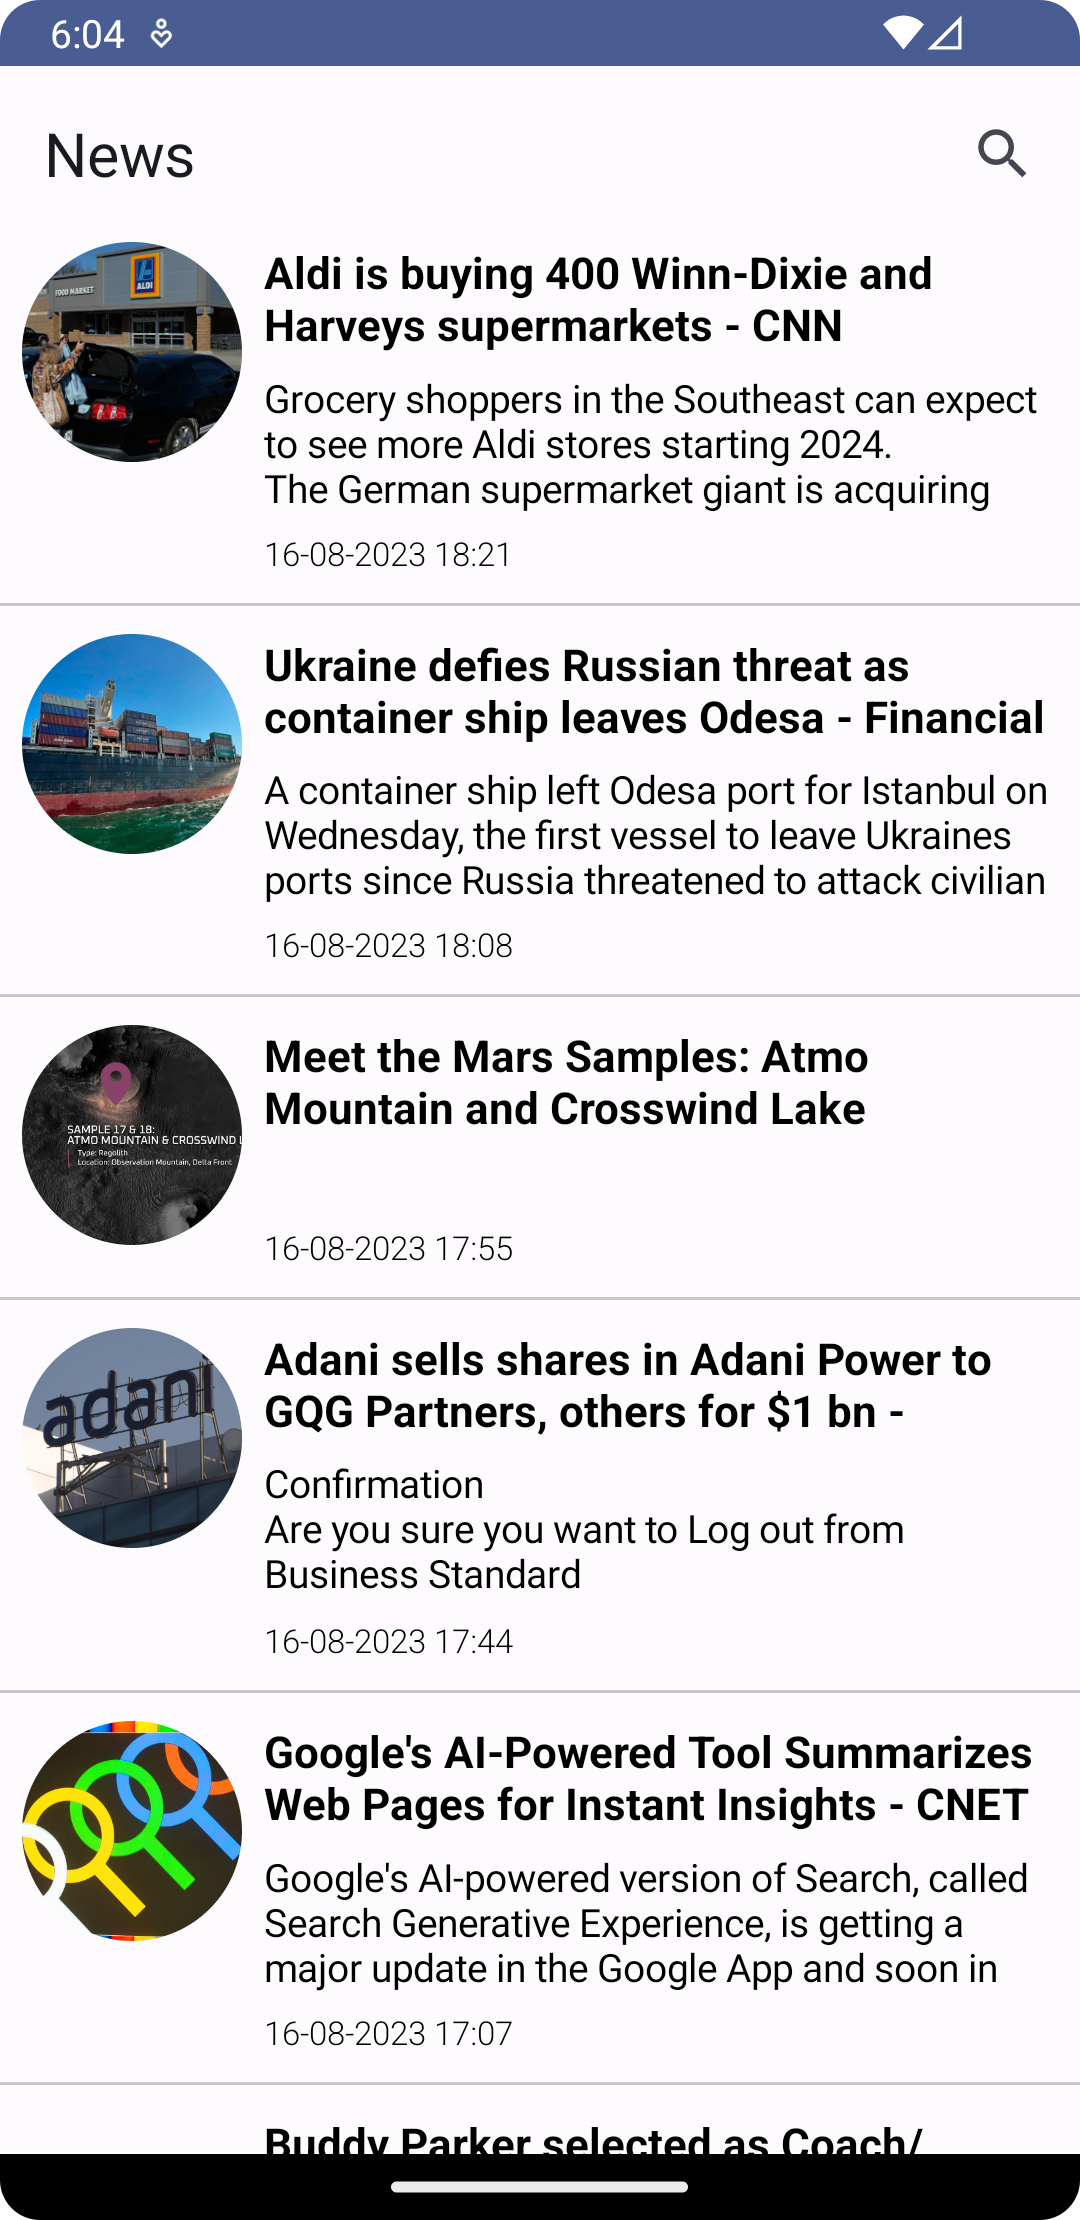 6:04
News
FOOD MARKET
ALDI
Aldi is buying 400 Winn-Dixie and
Harveys supermarkets - CNN
Grocery shoppers in the Southeast can expect
to see more Aldi stores starting 2024.
The German supermarket giant is acquiring
16-08-2023 18:21
Ukraine defies Russian threat as
container ship leaves Odesa - Financial
A container ship left Odesa port for Istanbul on
Wednesday, the first vessel to leave Ukraines
ports since Russia threatened to attack civilian
16-08-2023 18:08
SAMPLE 17 & 18:
ATMO MOUNTAIN & CROSSWIND L
Type: Regolith
Location: Observation Mountain, Delta Front
Meet the Mars Samples: Atmo
Mountain and Crosswind Lake
16-08-2023 17:55
adani
Adani sells shares in Adani Power to
GQG Partners, others for $1 bn -
Confirmation
Are you sure you want to Log out from
Business Standard
16-08-2023 17:44
Google's AI-Powered Tool Summarizes
Web Pages for Instant Insights - CNET
Google's AI-powered version of Search, called
Search Generative Experience, is getting a
major update in the Google App and soon in
16-08-2023 17:07
Buddy Parker selected as Coach/